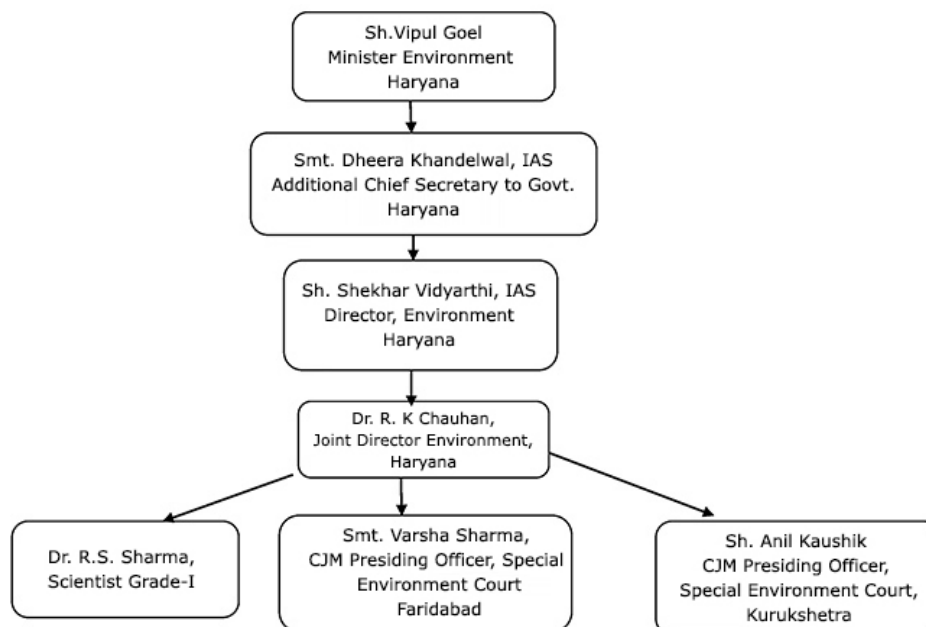 Sh.Vipul Goel
Minister Environment
Haryana
Smt. Dheera Khandelwal, IAS
Additional Chief Secretary to Govt.
Haryana
Sh. Shekhar Vidyarthi, IAS
Director, Environment
Haryana
Dr. R. K Chauhan,
Joint Director Environment,
Haryana
Dr. R.S. Sharma,
Scientist Grade-I
Smt. Varsha Sharma,
CJM Presiding Officer, Special
Environment Court
Faridabad
Sh. Anil Kaushik
CJM Presiding Officer,
Special Environment Court,
Kurukshetra